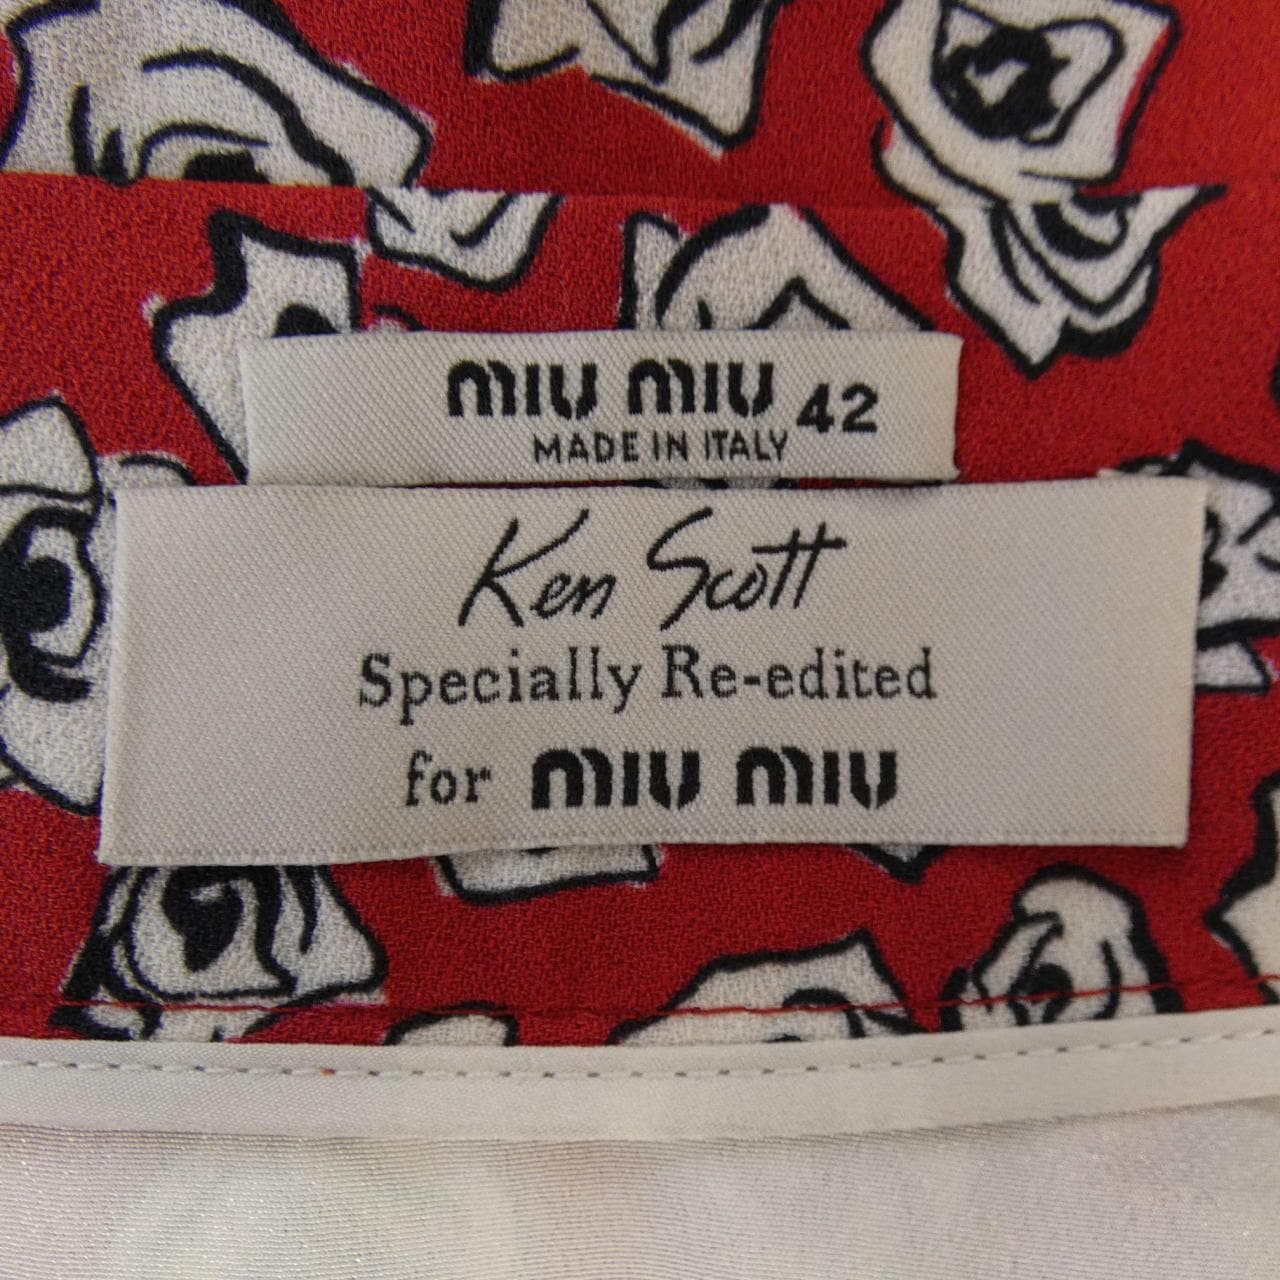 MIU MIU 42
MADE IN ITALY
Ken Scott
Specially Re-edited
for MIU MIU